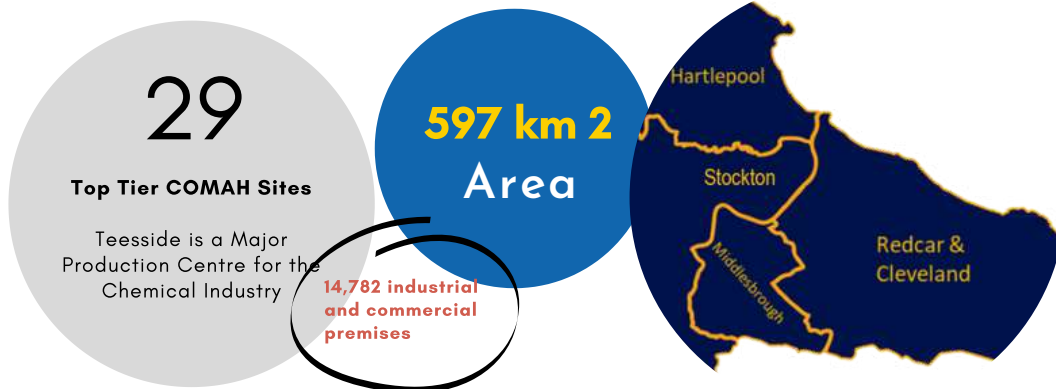 29
Top Tier COMAH Sites
Teesside is a Major
Production Centre for the
Chemical Industry
597 km 2
Area
14,782 industrial
and commercial
premises
Hartlepool
Stockton
Middlesbrough
Redcar &
Cleveland